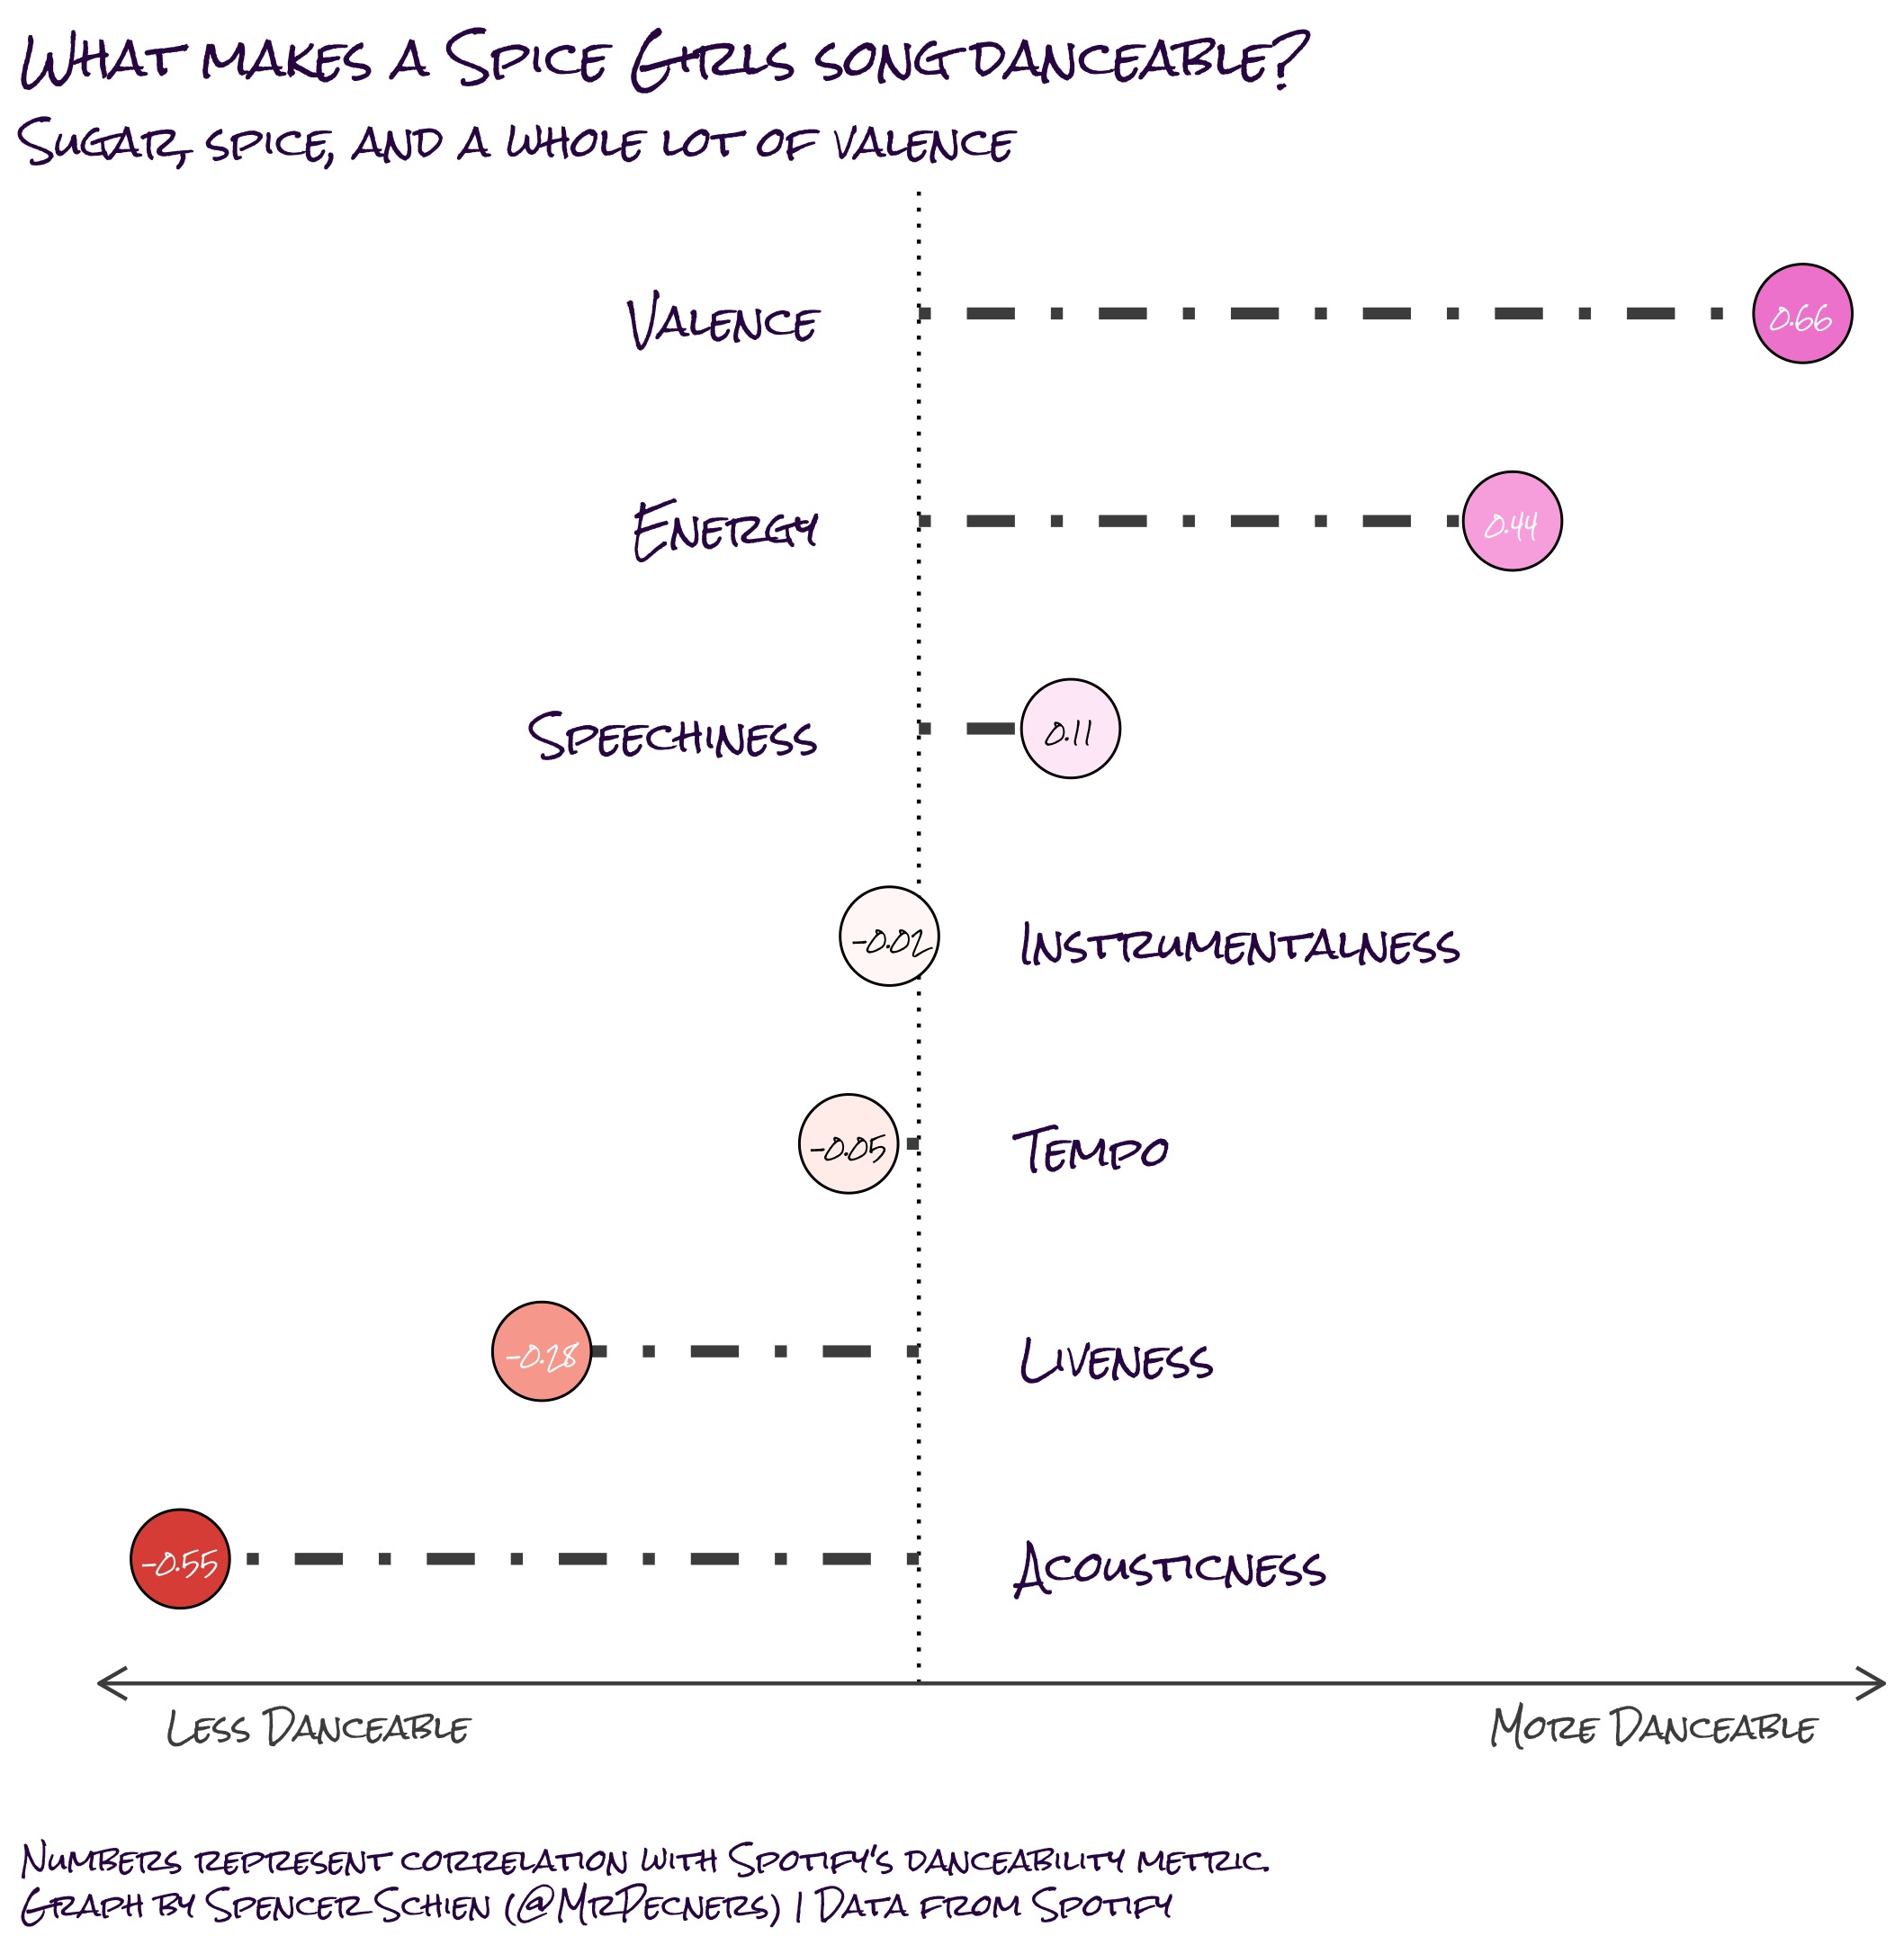 What makes a Spice Girls song danceable?
Sugar, spice, and a whole lot of valence
Valence
0.66
Energy
0.44
Speechiness
0.11
-0.02
Instrumentalness
-0.05
Tempo
-0.28
Liveness
-0.55
Acousticness
Less Danceable
More Danceable
Numbers represent correlation with Spotify's danceability metric.
Graph by Spencer Schien (@MrPecners) | Data from Spotify